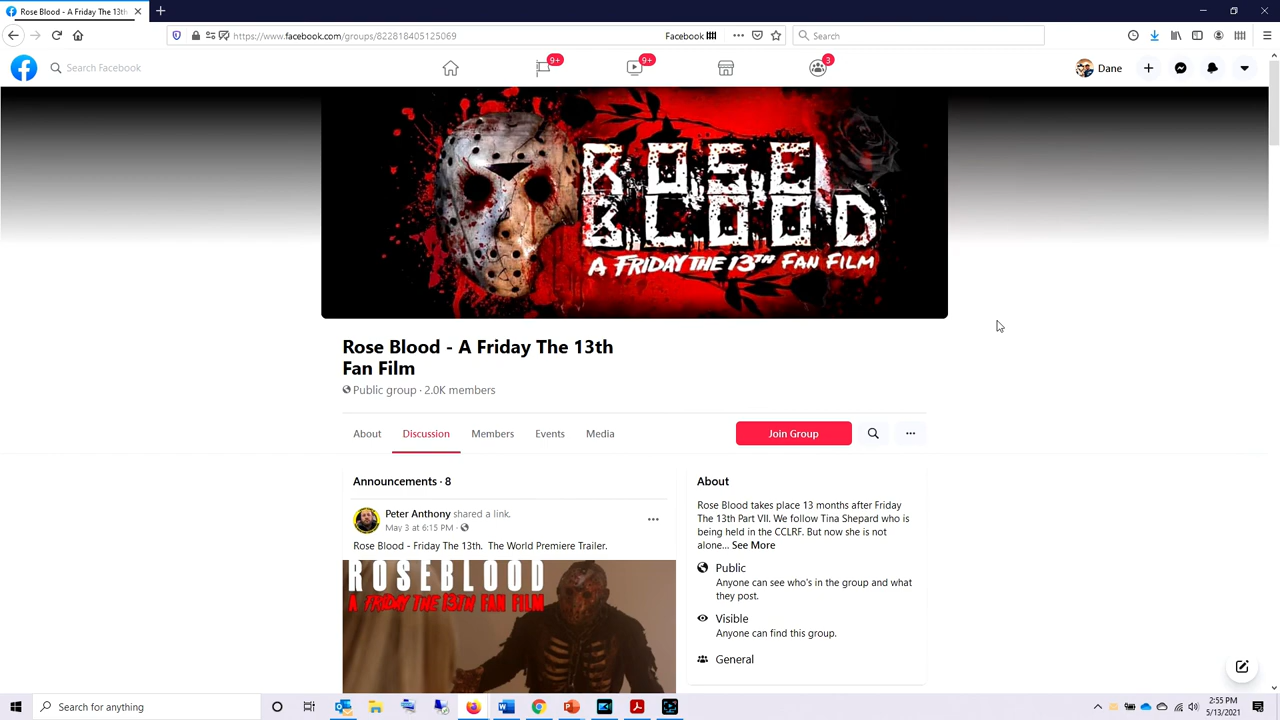 Rose Blood - A Friday The 13th
https://www.facebook.com/groups/822818405125069
Facebook
Search
Search Facebook
9+
9+
3
Dane
ROSE
BLOOD
A FRIDAY THE 13TH FAN FILM
Rose Blood - A Friday The 13th
Fan Film
Public group · 2.0K members
About
Discussion
Members
Events
Media
Join Group
Announcements · 8
Peter Anthony shared a link.
May 3 at 6:15 PM ·
Rose Blood - Friday The 13th. The World Premiere Trailer.
ROSEBLOOD
A FRIDAY THE 13TH FAN FILM
About
Rose Blood takes place 13 months after Friday
The 13th Part VII. We follow Tina Shepard who is
being held in the CCLRF. But now she is not
alone... See More
Public
Anyone can see who's in the group and what
they post.
Visible
Anyone can find this group.
General
Search for anything
2:55 PM
5/13/2021